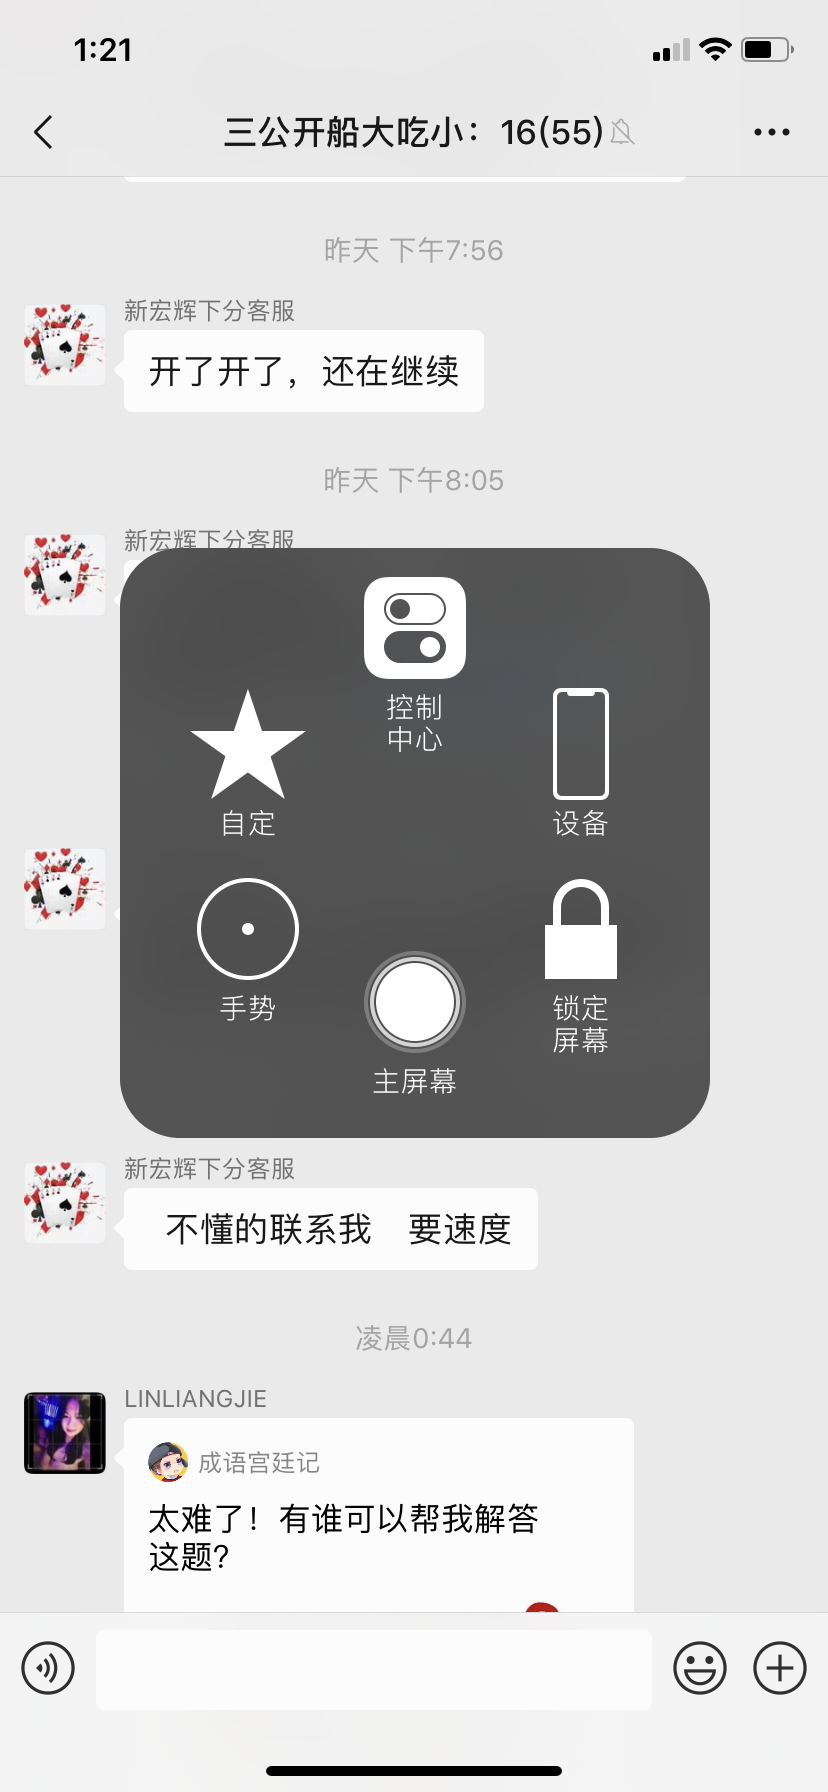 1:21
三公开船大吃小：16(55)
昨天 下午7:56
新宏辉下分客服
开了开了，还在继续
昨天 下午8:05
新宏辉下分客服
控制
中心
自定
设备
手势
锁定
屏幕
主屏幕
新宏辉下分客服
不懂的联系我 要速度
凌晨0:44
LINLIANGJIE
成语宫廷记
太难了！有谁可以帮我解答
这题?